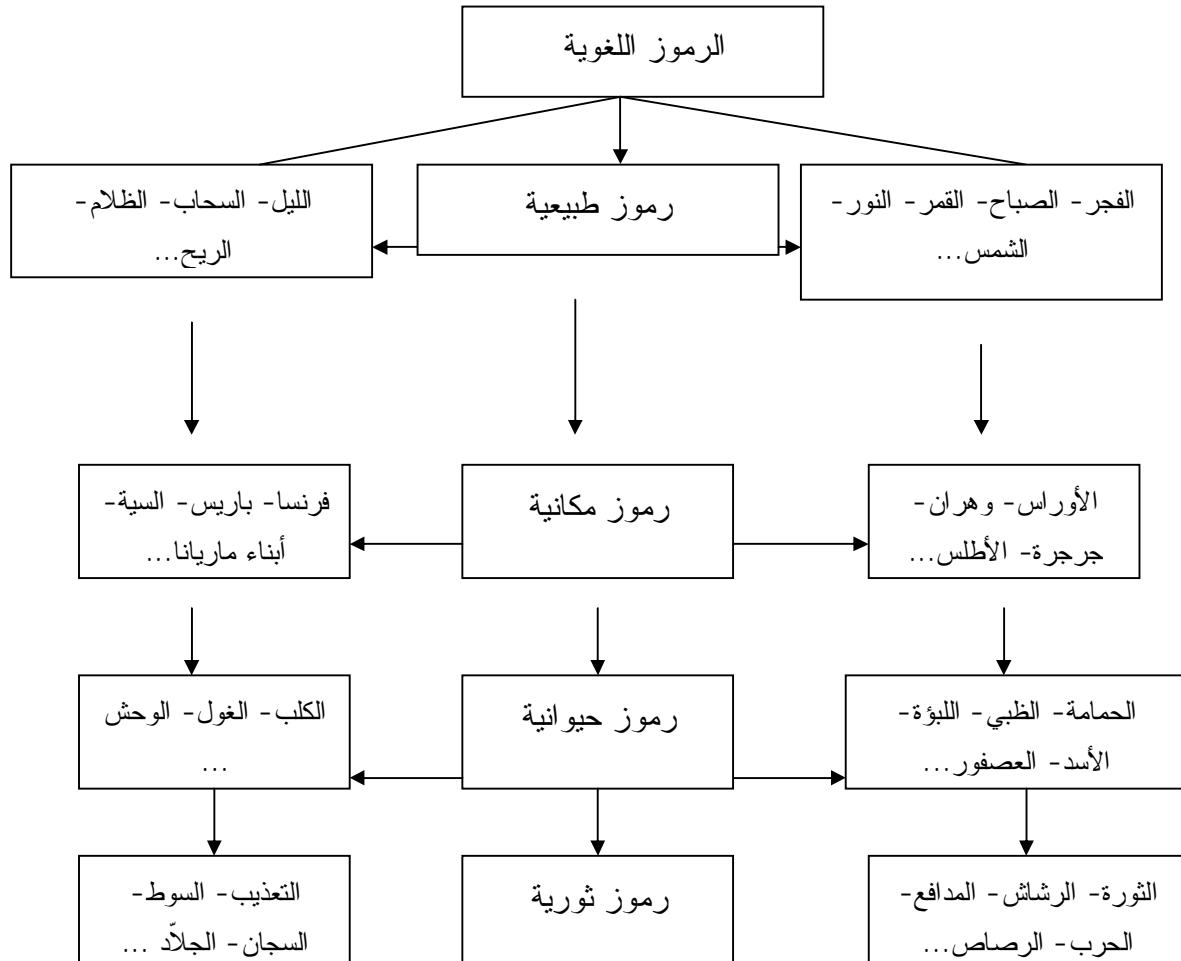 الرموز اللغوية
الفجر- الصباح- القمر- النور-
الشمس...
رموز طبيعية
الليل- السحاب- الظلام-
الريح...
الأوراس- وهران-
جرجرة- الأطلس...
رموز مكانية
فرنسا- باريس- السية-
أبناء ماريانا...
الحمامة- الظبي- اللبؤة-
الأسد- العصفور...
رموز حيوانية
الكلب- الغول- الوحش
...
الثورة- الرشاش- المدافع-
الحرب- الرصاص...
رموز ثورية
التعذيب- السوط-
السجان- الجلاّد ...